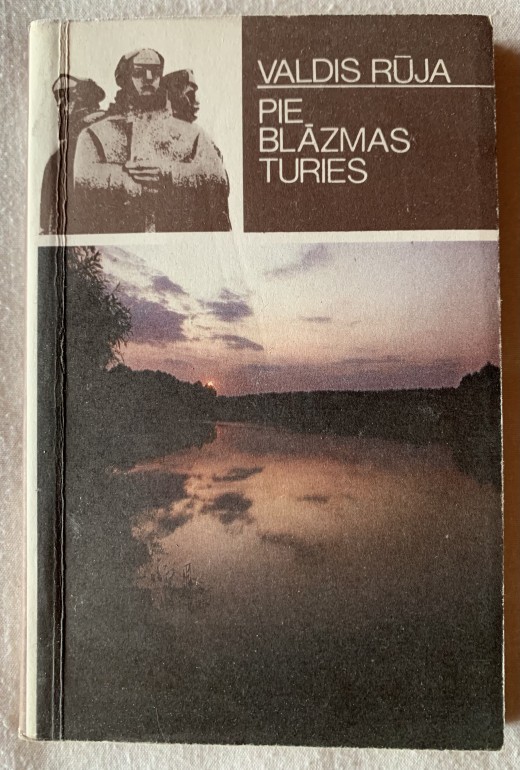 VALDIS RŪJA
PIE
BLĀZMAS
TURIES